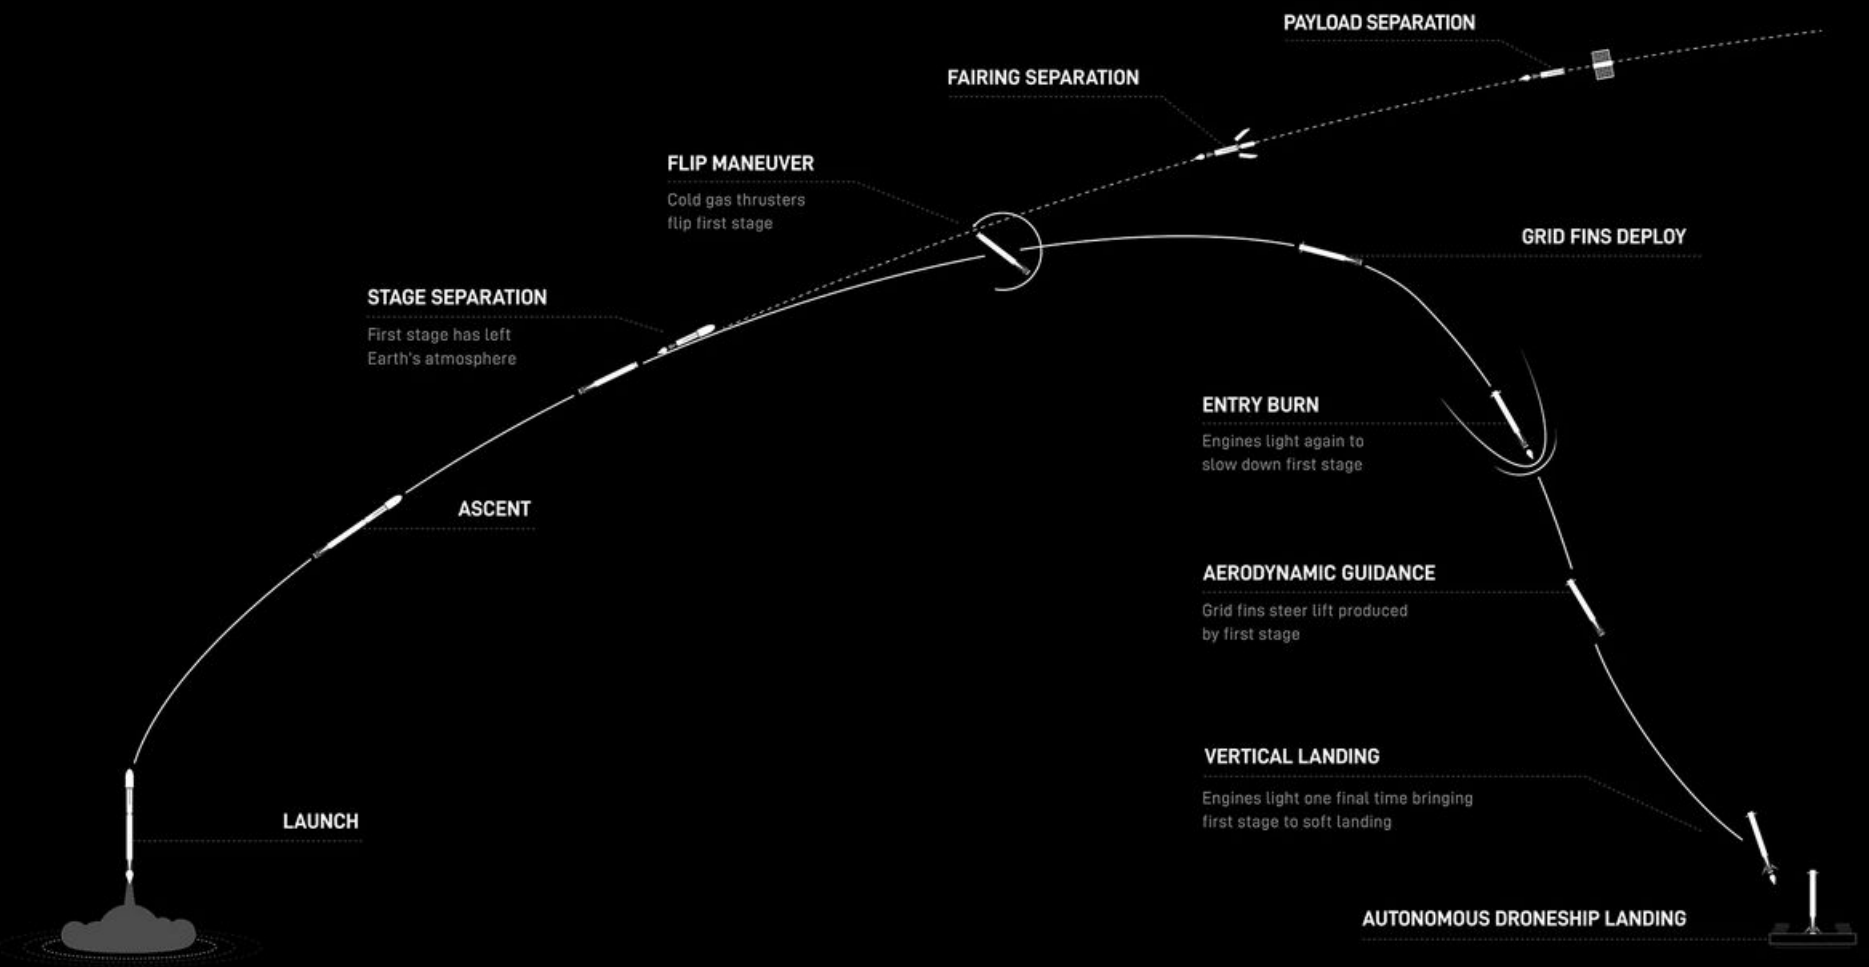 PAYLOAD SEPARATION
FAIRING SEPARATION
FLIP MANEUVER
Cold gas thrusters
flip first stage
GRID FINS DEPLOY
STAGE SEPARATION
First stage has left
Earth's atmosphere
ENTRY BURN
Engines light again to
slow down first stage
ASCENT
AERODYNAMIC GUIDANCE
Grid fins steer lift produced
by first stage
VERTICAL LANDING
Engines light one final time bringing
first stage to soft landing
LAUNCH
AUTONOMOUS DRONESHIP LANDING